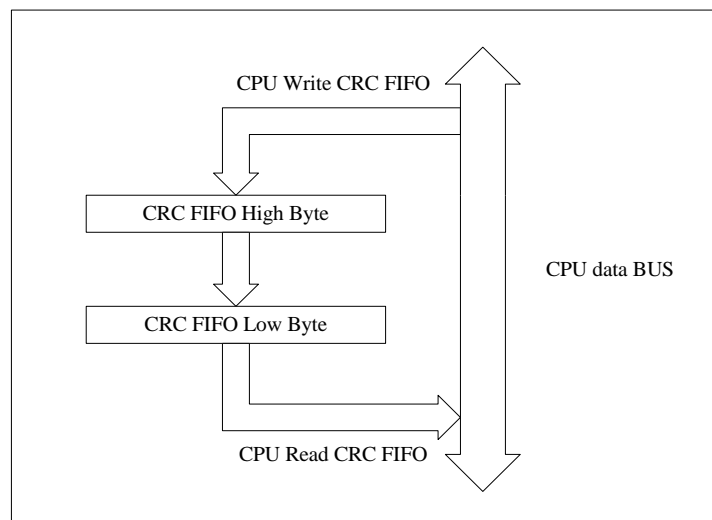 CPU Write CRC FIFO
CRC FIFO High Byte
CPU data BUS
CRC FIFO Low Byte
CPU Read CRC FIFO